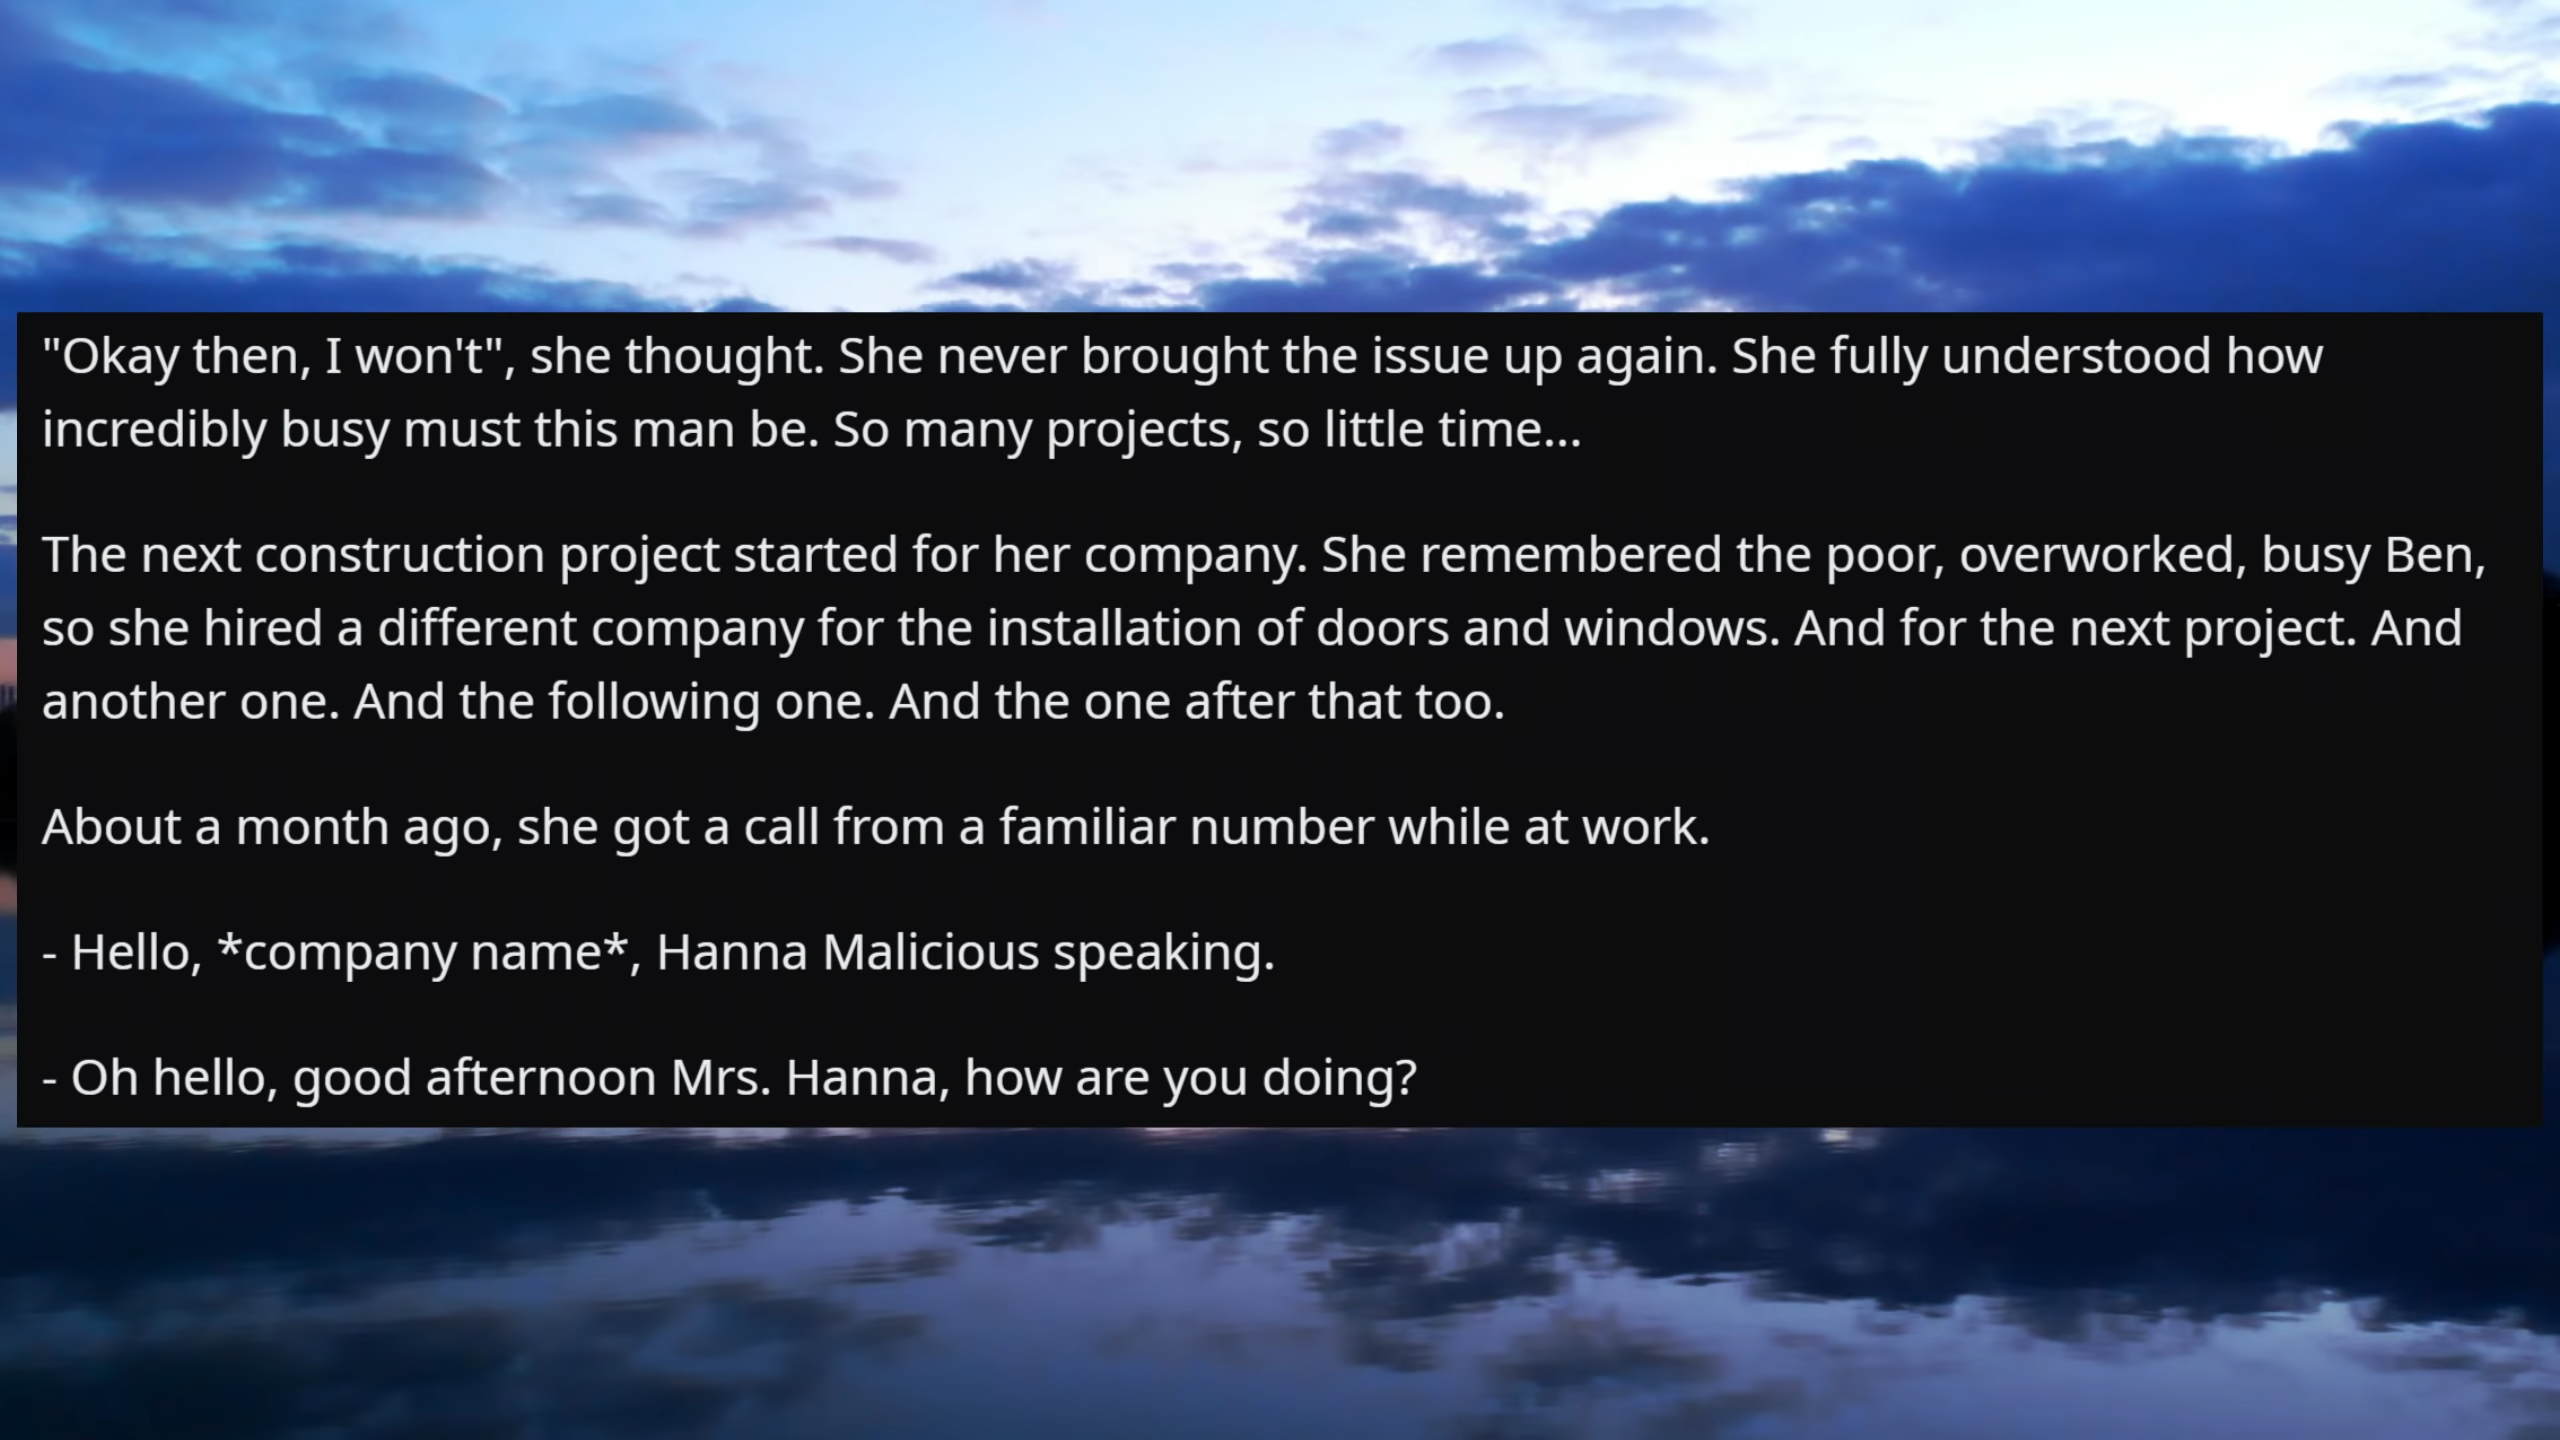 "Okay then, I won't", she thought. She never brought the issue up again. She fully understood how
incredibly busy must this man be. So many projects, so little time...
The next construction project started for her company. She remembered the poor, overworked, busy Ben,
so she hired a different company for the installation of doors and windows. And for the next project. And
another one. And the following one. And the one after that too.
About a month ago, she got a call from a familiar number while at work.
- Hello, *company name*, Hanna Malicious speaking.
- Oh hello, good afternoon Mrs. Hanna, how are you doing?